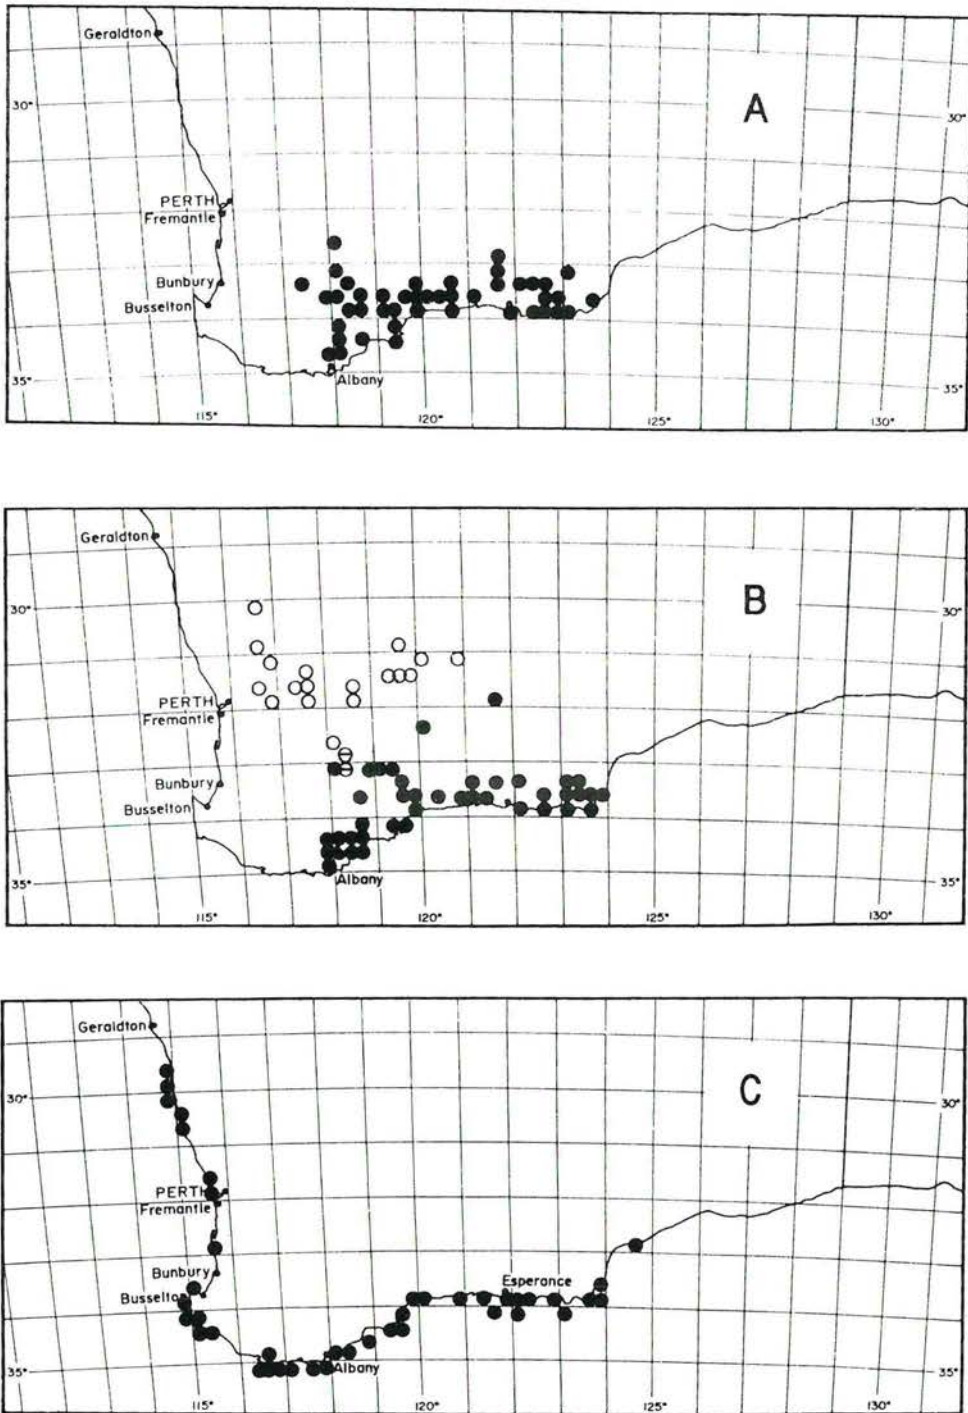 Geraldton
A
30°
30°
PERTH
Fremantle
Bunbury
Busselton
Albany
35°
35°
115°
120°
125°
130°
Geraldton
B
30°
30°
PERTH
Fremantle
Bunbury
Busselton
Albany
35°
35°
115°
120°
125°
130°
Geraldton
C
30°
30°
PERTH
Fremantle
Bunbury
Esperance
Busselton
Albany
35°
35°
115°
120°
125°
130°